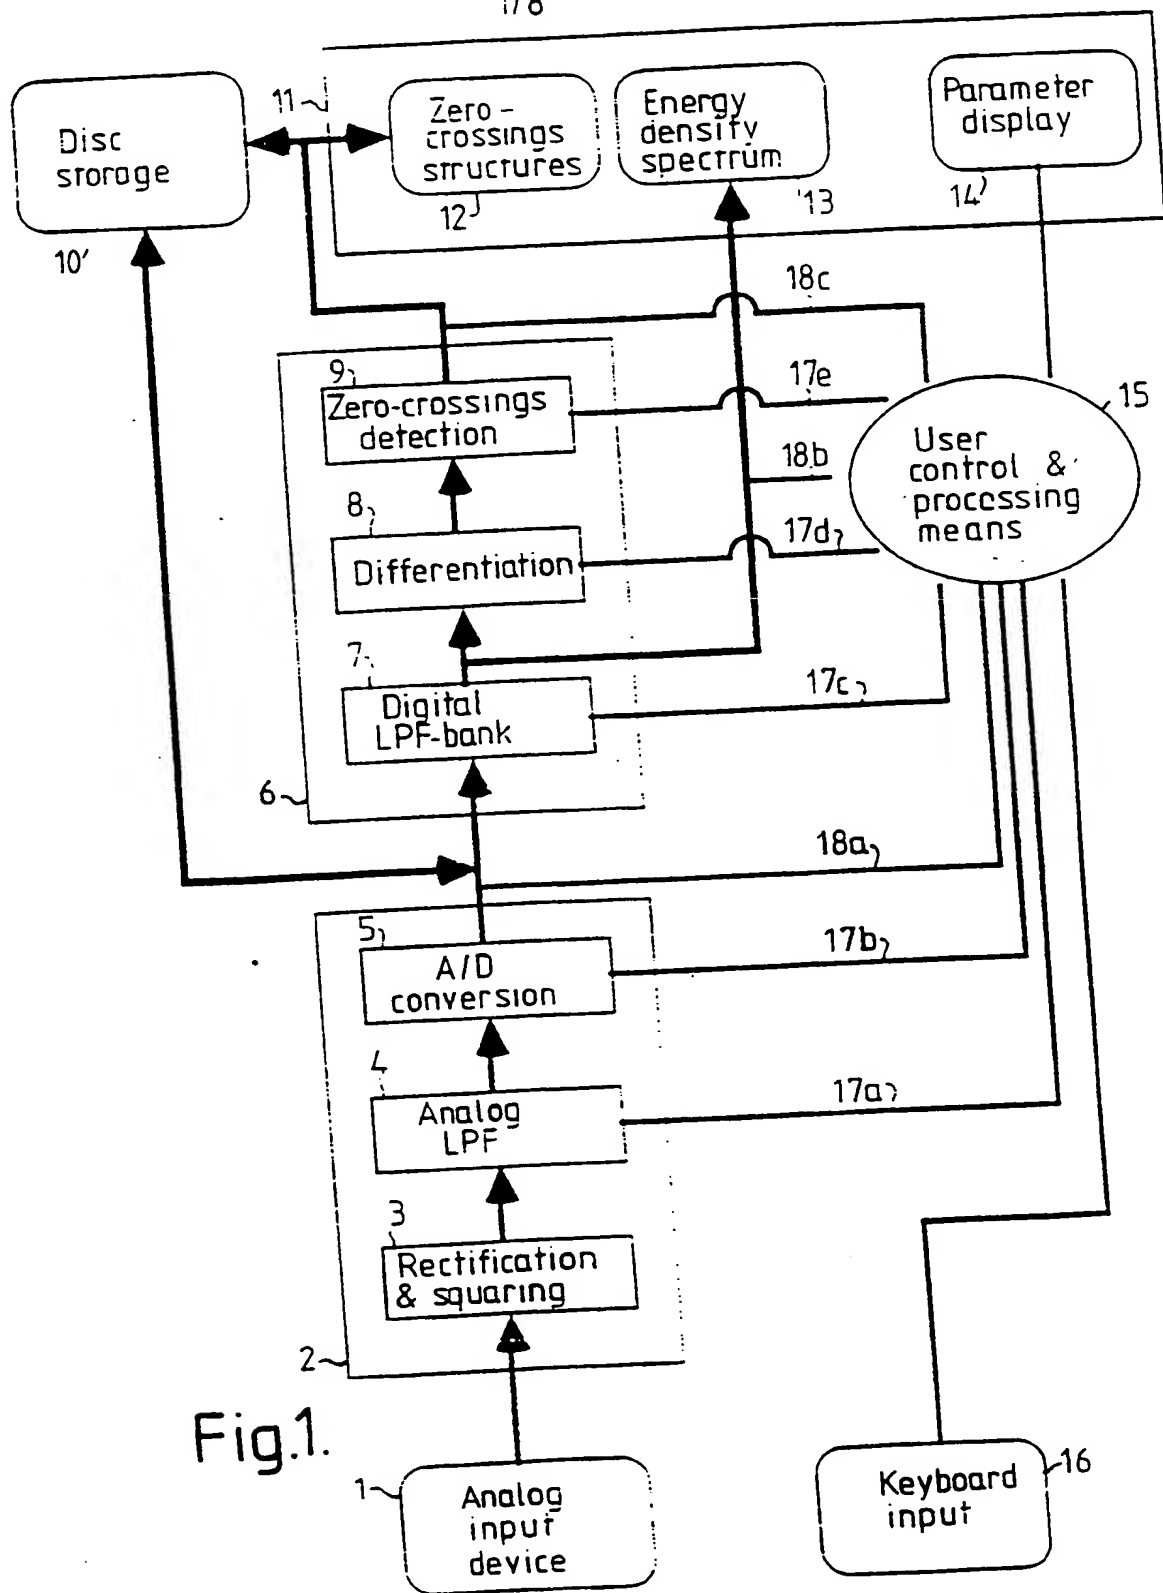 178
Disc
storage
10'
11
Zero-
crossings
structures
12
Energy
density
spectrum
13
Parameter
display
14
18c
9
Zero-crossings
detection
17e
15
User
control &
processing
means
18b
8
Differentiation
17d
7
Digital
LPF-bank
17c
6
18a
5
A/D
conversion
17b
4
Analog
LPF
17a
3
Rectification
& squaring
2
Fig.1.
1
Analog
input
device
Keyboard
input
16